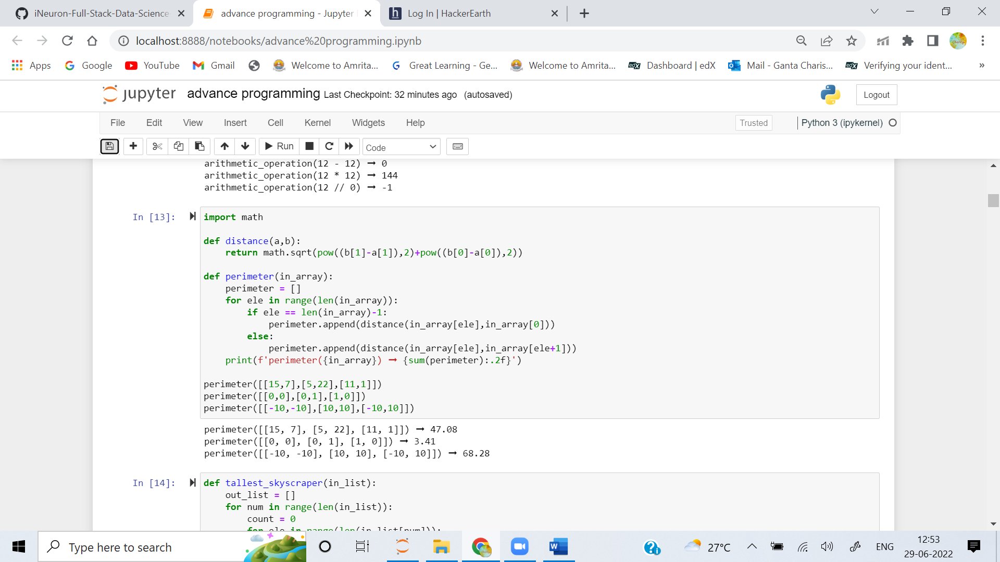 iNeuron-Full-Stack-Data-Science
advance programming - Jupyter
Log In | HackerEarth
localhost:8888/notebooks/advance%20programming.ipynb
Apps
Google
YouTube
Gmail
Welcome to Amrita...
Great Learning - Ge...
Welcome to Amrita...
Dashboard | edX
Mail - Ganta Charis...
Verifying your ident...
»
jupyter advance programming Last Checkpoint: 32 minutes ago (autosaved)
Logout
File Edit View Insert Cell Kernel Widgets Help
Trusted
Python 3 (ipykernel)
Run
Code
arithmetic_operation(12 - 12) → 0
arithmetic_operation(12 * 12) → 144
arithmetic_operation(12 // 0) → -1
In [13]:
import math
def distance(a,b):
    return math.sqrt(pow((b[1]-a[1]),2)+pow((b[0]-a[0]),2))
def perimeter(in_array):
    perimeter = []
    for ele in range(len(in_array)):
        if ele == len(in_array)-1:
            perimeter.append(distance(in_array[ele],in_array[0]))
        else:
            perimeter.append(distance(in_array[ele],in_array[ele+1]))
    print(f'perimeter({in_array}) → {sum(perimeter):.2f}')
perimeter([[15,7],[5,22],[11,1]])
perimeter([[0,0],[0,1],[1,0]])
perimeter([[-10,-10],[10,10],[-10,10]])
perimeter([[15, 7], [5, 22], [11, 1]]) → 47.08
perimeter([[0, 0], [0, 1], [1, 0]]) → 3.41
perimeter([[-10, -10], [10, 10], [-10, 10]]) → 68.28
In [14]:
def tallest_skyscraper(in_list):
    out_list = []
    for num in range(len(in_list)):
        count = 0
        for ele in range(len(in_list[num])):
Type here to search
27°C
ENG
12:53
29-06-2022